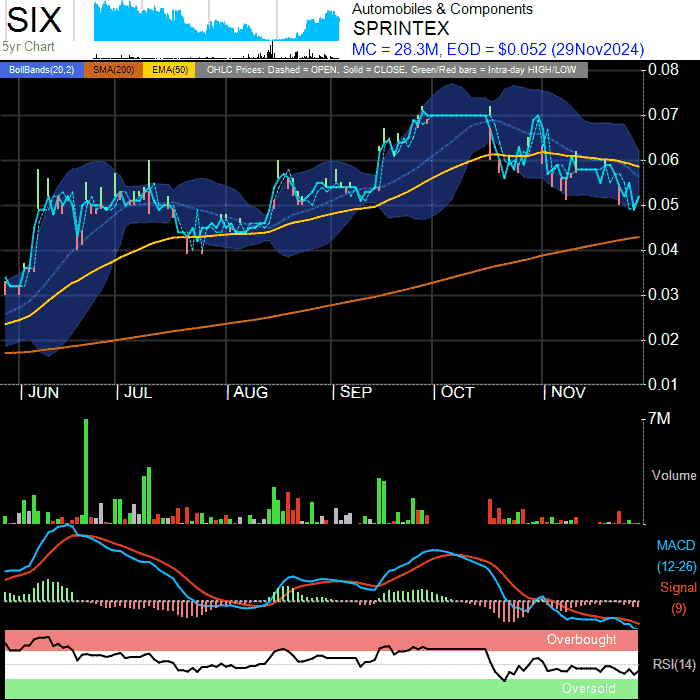 SIX
5yr Chart
Automobiles & Components
SPRINTEX
MC = 28.3M, EOD = $0.052 (29Nov2024)
BollBands(20,2) SMA(200) EMA(50) OHLC Prices: Dashed = OPEN, Solid = CLOSE, Green/Red bars = Intra-day HIGH/LOW
0.08
0.07
0.06
0.05
0.04
0.03
0.02
0.01
JUN JUL AUG SEP OCT NOV
7M
Volume
MACD
(12-26)
Signal
(9)
Overbought
RSI(14)
Oversold